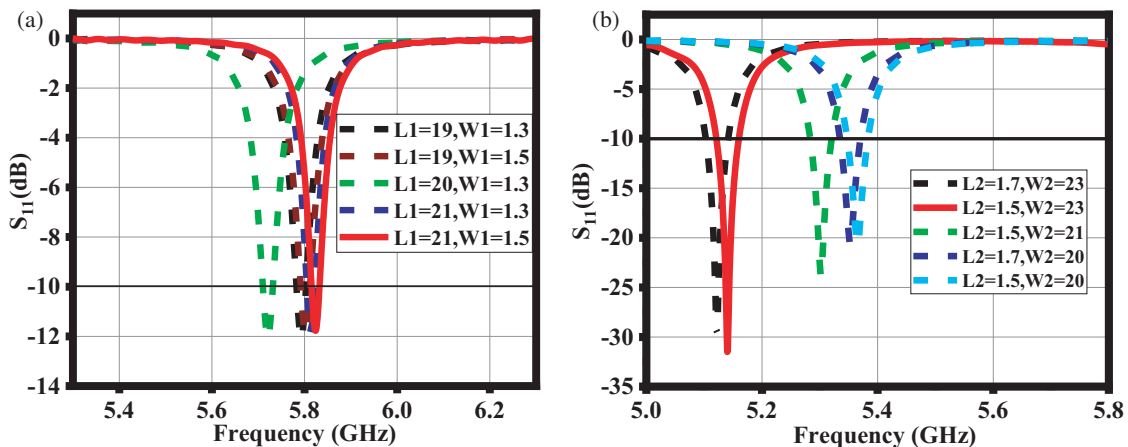 (a)
0
-2
-4
-6
-8
-10
-12
-14
S11(dB)
5.4 5.6 5.8 6.0 6.2
Frequency (GHz)
L1=19,W1=1.3
L1=19,W1=1.5
L1=20,W1=1.3
L1=21,W1=1.3
L1=21,W1=1.5
(b)
0
-5
-10
-15
-20
-25
-30
-35
S11(dB)
5.0 5.2 5.4 5.6 5.8
Frequency (GHz)
L2=1.7,W2=23
L2=1.5,W2=23
L2=1.5,W2=21
L2=1.7,W2=20
L2=1.5,W2=20